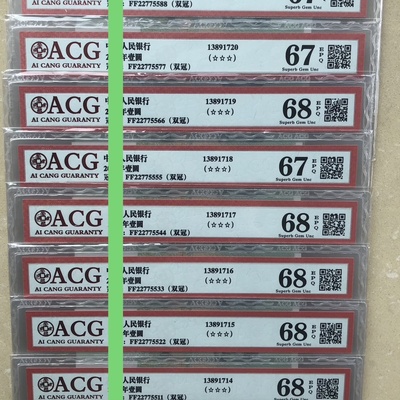 AI CANG GUARANTY
FF22775588（双冠）
67
Superb Gem Unc
ACG
AI CANG GUARANTY
人民银行
年壹圆
FF22775577（双冠）
13891720
（☆☆☆）
67
EPQ
Superb Gem Unc
ACG
AI CANG GUARANTY
人民银行
年壹圆
FF22775566（双冠）
13891719
（☆☆☆）
68
EPQ
Superb Gem Unc
ACG
AI CANG GUARANTY
人民银行
年壹圆
FF22775555（双冠）
13891718
（☆☆☆）
67
EPQ
Superb Gem Unc
ACG
AI CANG GUARANTY
人民银行
年壹圆
: FF22775544（双冠）
13891717
（☆☆☆）
68
EPQ
Superb Gem Unc
ACG
AI CANG GUARANTY
人民银行
年壹圆
: FF22775533（双冠）
13891716
（☆☆☆）
68
EPQ
Superb Gem Unc
ACG
AI CANG GUARANTY
人民银行
年壹圆
: FF22775522（双冠）
13891715
（☆☆☆）
68
EPQ
Superb Gem Unc
ACG
AI CANG GUARANTY
人民银行
年壹圆
: FF22775511（双冠）
13891714
（☆☆☆）
68
EPQ
Superb Gem Unc